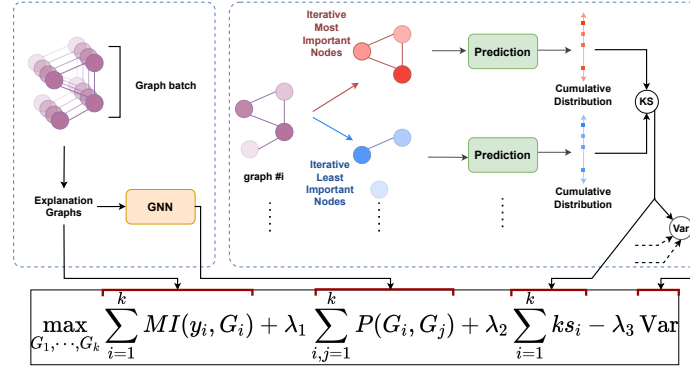 Graph batch
Explanation
Graphs
GNN
Iterative
Most
Important
Nodes
graph #i
Iterative
Least
Important
Nodes
Prediction
Prediction
Cumulative
Distribution
Cumulative
Distribution
KS
Var
max_{G_1,\cdots,G_k} \sum_{i=1}^{k} MI(y_i, G_i) + \lambda_1 \sum_{i,j=1}^{k} P(G_i, G_j) + \lambda_2 \sum_{i=1}^{k} ks_i - \lambda_3 Var